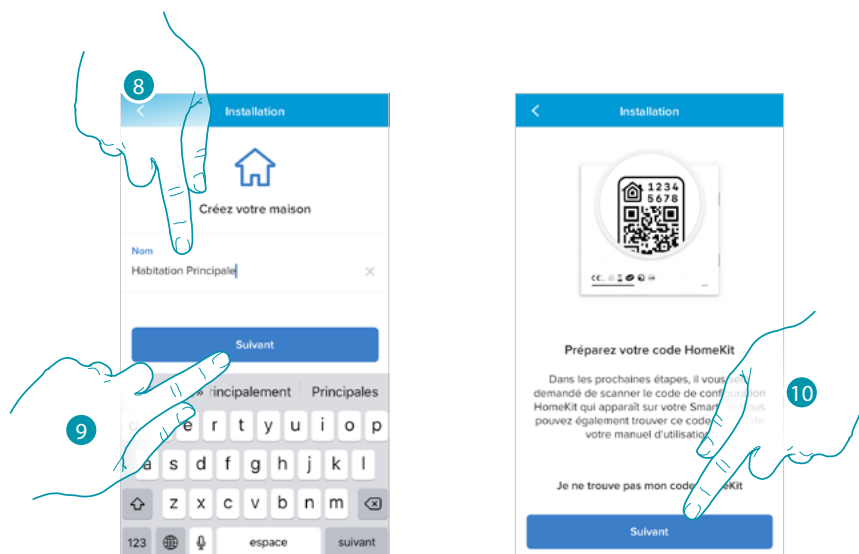 8
Installation
Créez votre maison
Nom
Habitation Principale
Suivant
9
rincipalement Principales
e r t y u i o p
a s d f g h j k l
z x c v b n m
123 espace suivant
Installation
1234
5678
Préparez votre code HomeKit
Dans les prochaines étapes, il vous
demandé de scanner le code de
HomeKit qui apparaît sur votre
pouvez également trouver ce code de
votre manuel d'utilisation
10
Je ne trouve pas mon code
Suivant